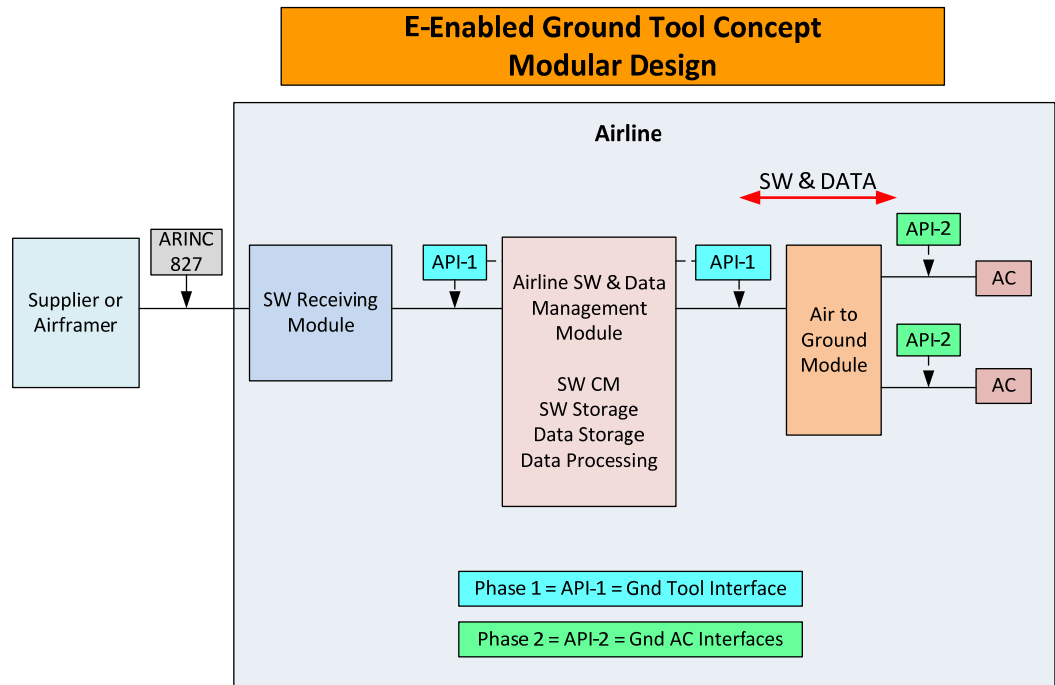 E-Enabled Ground Tool Concept
Modular Design
Airline
SW & DATA
ARINC
827
API-1
API-1
API-2
Supplier or
Airframer
SW Receiving
Module
Airline SW & Data
Management
Module
SW CM
SW Storage
Data Storage
Data Processing
Air to
Ground
Module
AC
API-2
AC
Phase 1 = API-1 = Gnd Tool Interface
Phase 2 = API-2 = Gnd AC Interfaces